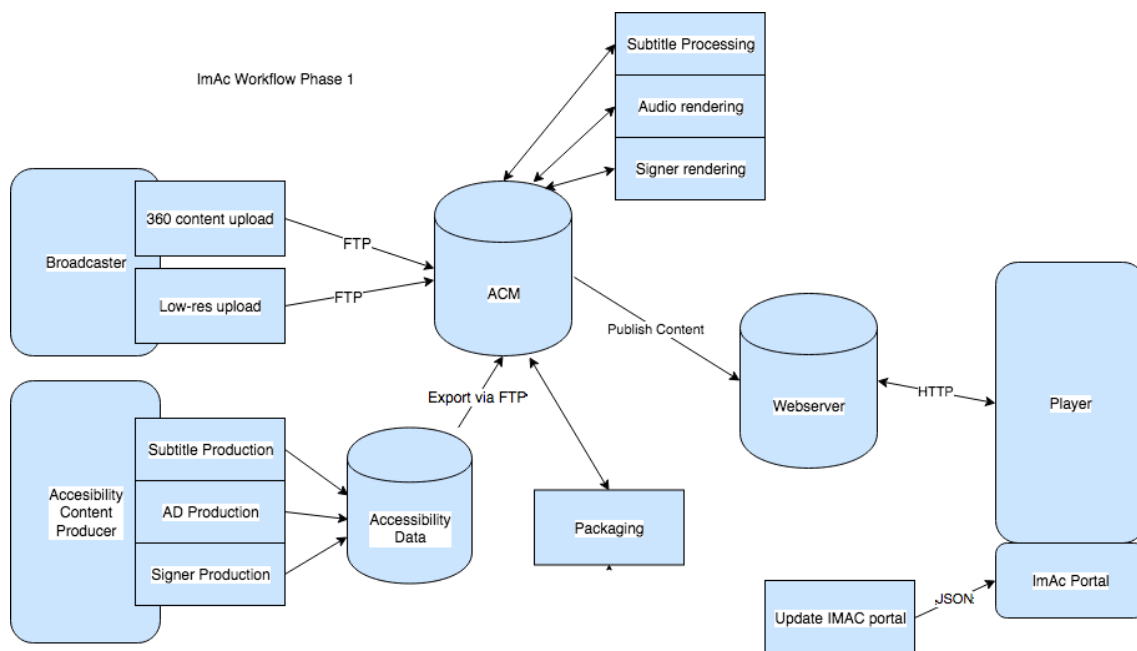 Subtitle Processing
ImAc Workflow Phase 1
Audio rendering
Signer rendering
360 content upload
FTP
Broadcaster
Low-res upload
FTP
ACM
Publish Content
Export via FTP
Webserver
HTTP
Player
Subtitle Production
Accesibility
Content
Producer
AD Production
Signer Production
Accessibility
Data
Packaging
ImAc Portal
JSON
Update IMAC portal